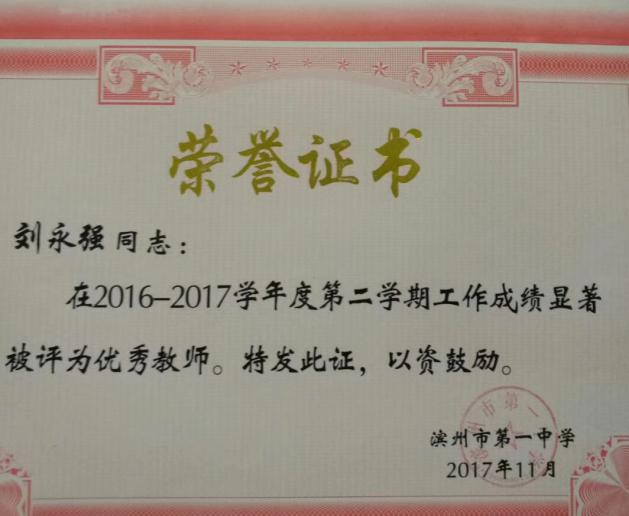 荣誉证书
刘永强同志：
在2016–2017学年度第二学期工作成绩显著
被评为优秀教师。特发此证，以资鼓励。
滨州市第一中学
2017年11月